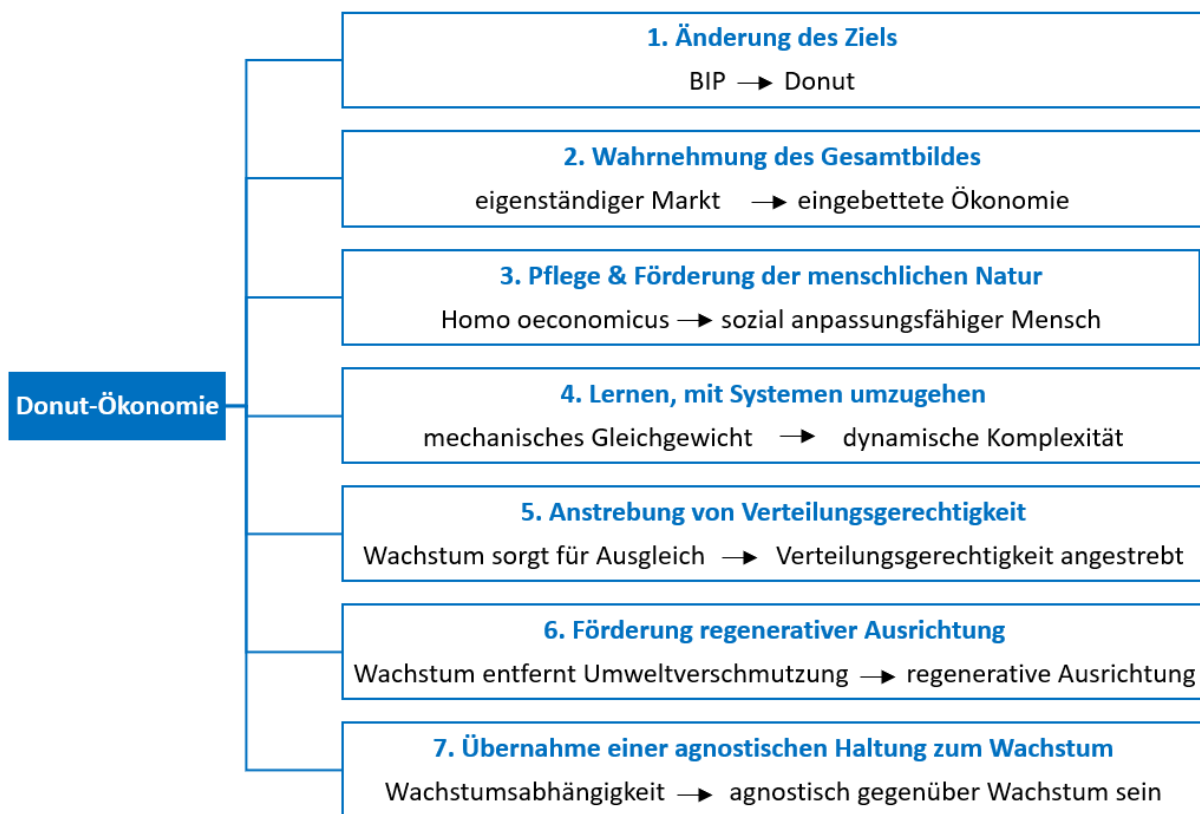 Donut-Ökonomie
1. Änderung des Ziels
BIP → Donut
2. Wahrnehmung des Gesamtbildes
eigenständiger Markt → eingebettete Ökonomie
3. Pflege & Förderung der menschlichen Natur
Homo oeconomicus → sozial anpassungsfähiger Mensch
4. Lernen, mit Systemen umzugehen
mechanisches Gleichgewicht → dynamische Komplexität
5. Anstrebung von Verteilungsgerechtigkeit
Wachstum sorgt für Ausgleich → Verteilungsgerechtigkeit angestrebt
6. Förderung regenerativer Ausrichtung
Wachstum entfernt Umweltverschmutzung → regenerative Ausrichtung
7. Übernahme einer agnostischen Haltung zum Wachstum
Wachstumsabhängigkeit → agnostisch gegenüber Wachstum sein